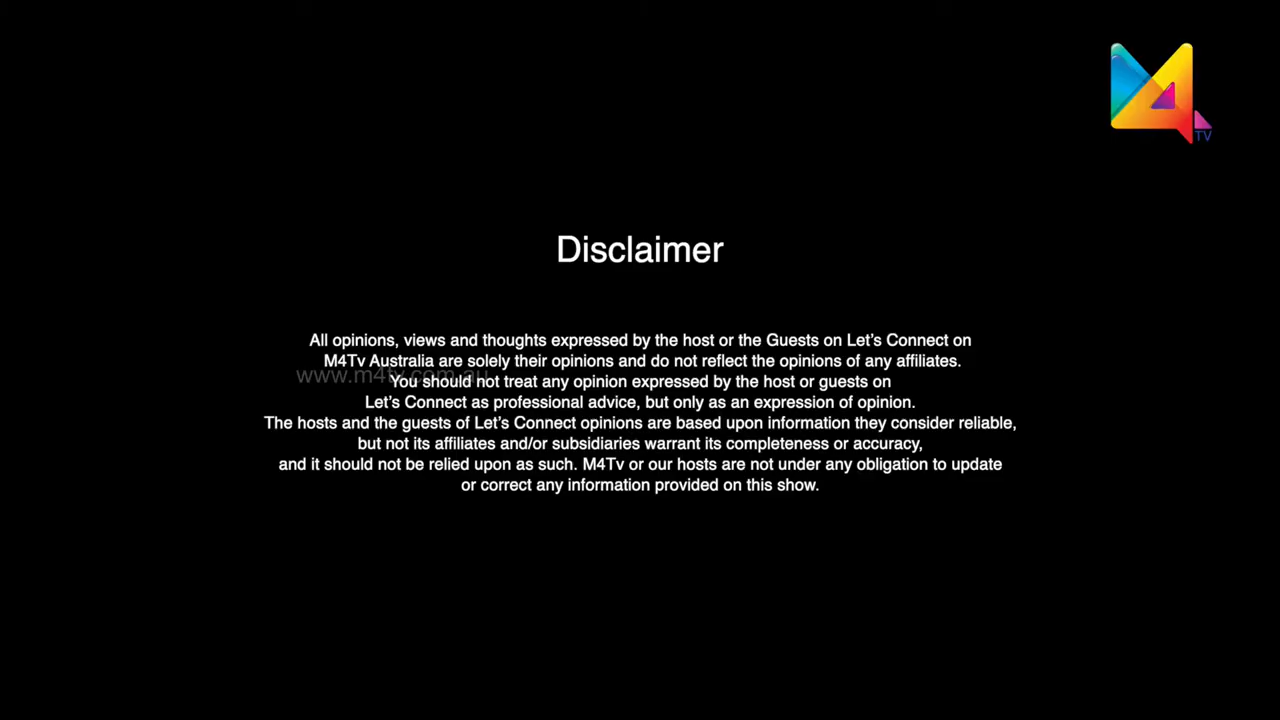 TV
Disclaimer
All opinions, views and thoughts expressed by the host or the Guests on Let's Connect on
M4Tv Australia are solely their opinions and do not reflect the opinions of any affiliates.
www.m4tv.com.au
You should not treat any opinion expressed by the host or guests on
Let's Connect as professional advice, but only as an expression of opinion.
The hosts and the guests of Let's Connect opinions are based upon information they consider reliable,
but not its affiliates and/or subsidiaries warrant its completeness or accuracy,
and it should not be relied upon as such. M4Tv or our hosts are not under any obligation to update
or correct any information provided on this show.